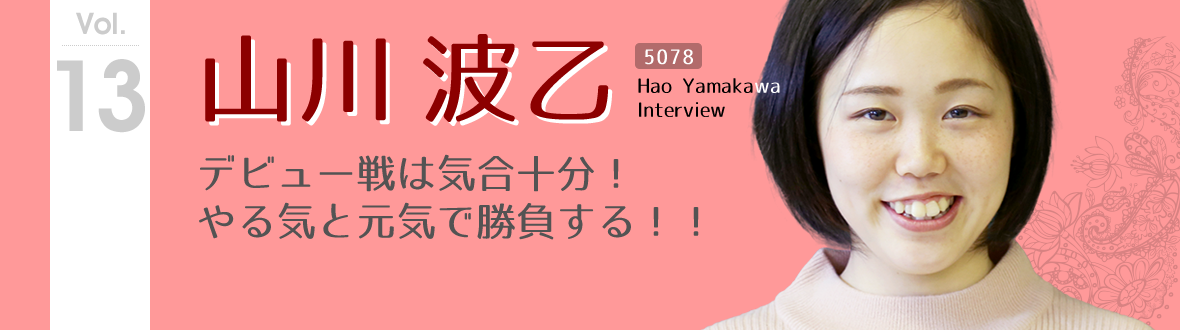 Vol.
13
山川 波乙
5078
Hao Yamakawa
Interview
デビュー戦は気合十分！
やる気と元気で勝負する！！